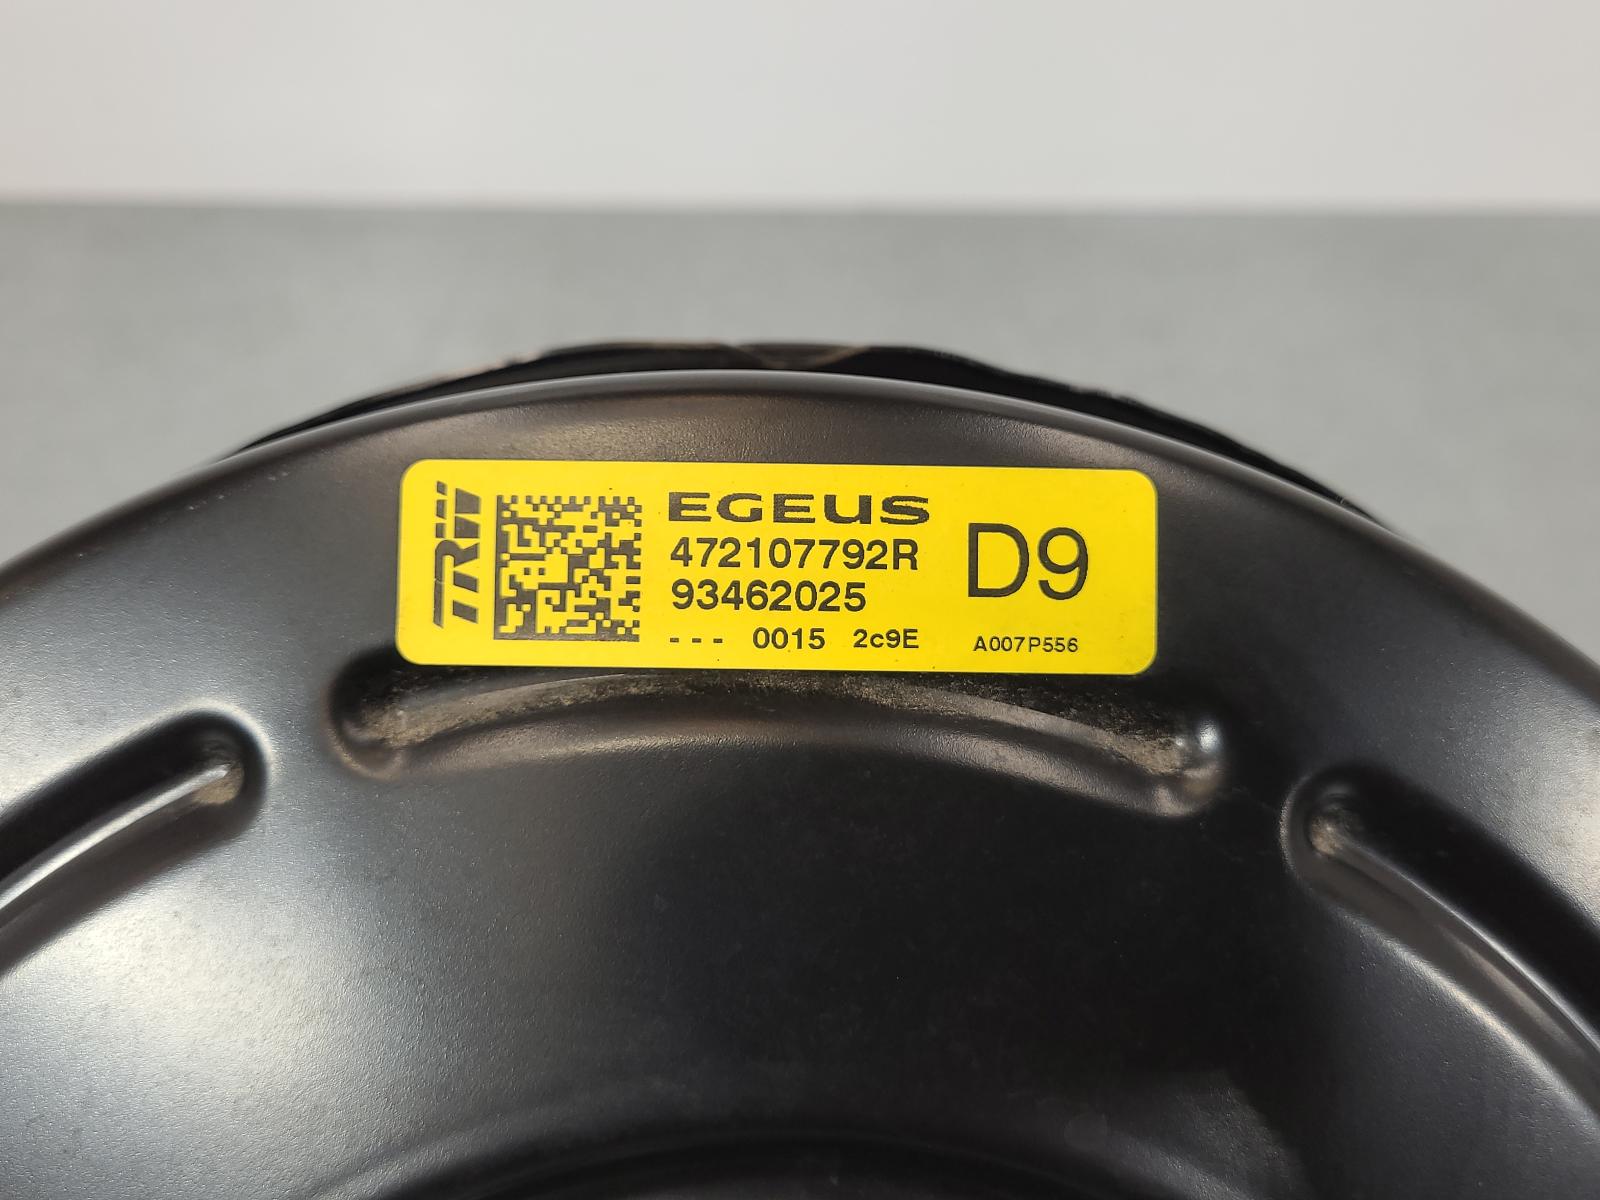 TRW
EGEUS
472107792R
93462025
D9
--- 0015 2c9E
A007P556